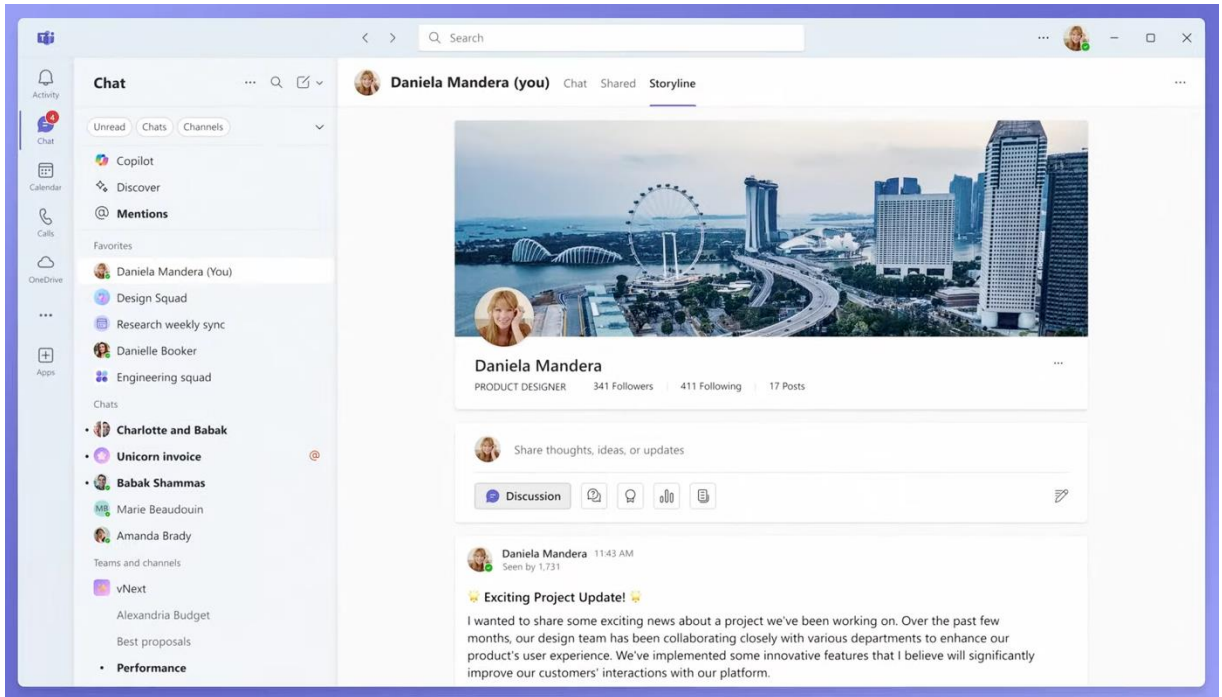 Search
Activity
4
Chat
Calendar
Calls
OneDrive
Apps
Chat
Unread Chats Channels
Copilot
Discover
@ Mentions
Favorites
Daniela Mandera (You)
Design Squad
Research weekly sync
Danielle Booker
Engineering squad
Chats
Charlotte and Babak
Unicorn invoice @
Babak Shammas
MB Marie Beaudouin
Amanda Brady
Teams and channels
vNext
Alexandria Budget
Best proposals
Performance
Daniela Mandera (you) Chat Shared Storyline
Daniela Mandera
PRODUCT DESIGNER 341 Followers 411 Following 17 Posts
Share thoughts, ideas, or updates
Discussion
Daniela Mandera 11:43 AM
Seen by 1,731
Exciting Project Update!
I wanted to share some exciting news about a project we've been working on. Over the past few
months, our design team has been collaborating closely with various departments to enhance our
product's user experience. We've implemented some innovative features that I believe will significantly
improve our customers' interactions with our platform.